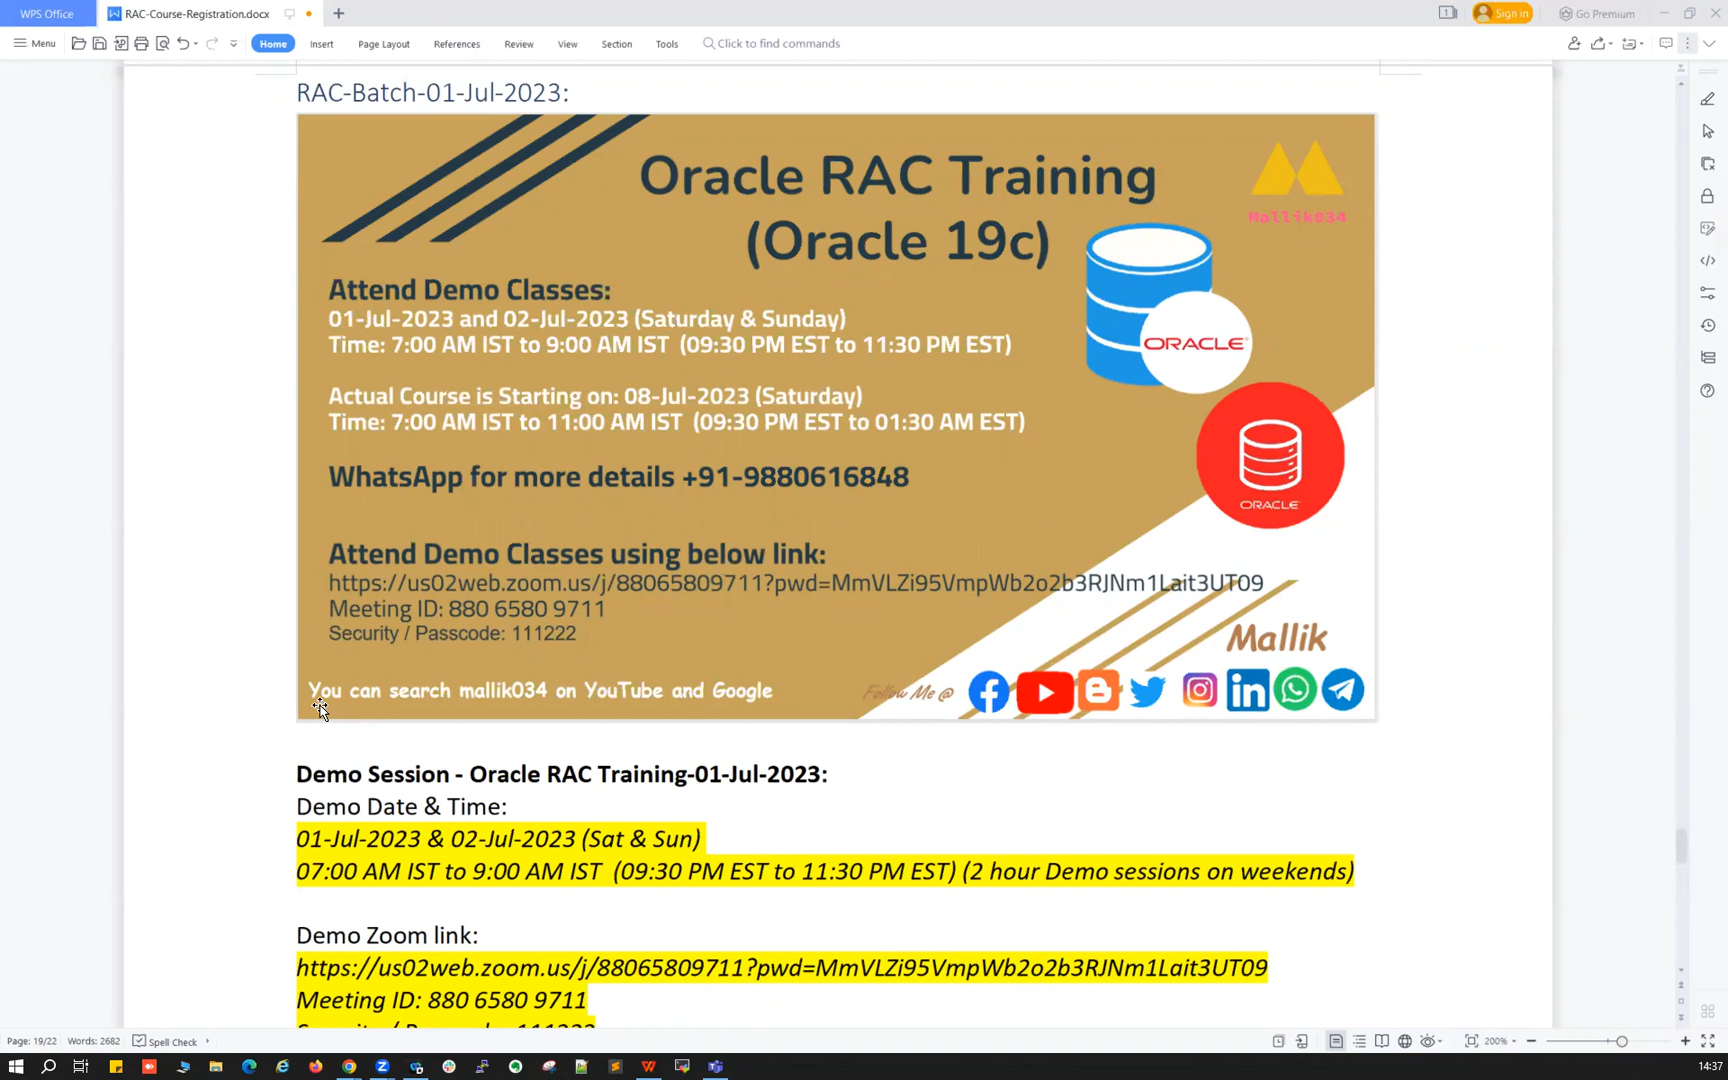 WPS Office
RAC-Course-Registration.docx
1
Sign in
Go Premium
Menu
Home
Insert
Page Layout
References
Review
View
Section
Tools
Click to find commands
RAC-Batch-01-Jul-2023:
Oracle RAC Training
(Oracle 19c)
Mallik034
Attend Demo Classes:
01-Jul-2023 and 02-Jul-2023 (Saturday & Sunday)
Time: 7:00 AM IST to 9:00 AM IST (09:30 PM EST to 11:30 PM EST)
ORACLE
Actual Course is Starting on: 08-Jul-2023 (Saturday)
Time: 7:00 AM IST to 11:00 AM IST (09:30 PM EST to 01:30 AM EST)
WhatsApp for more details +91-9880616848
ORACLE
Attend Demo Classes using below link:
https://us02web.zoom.us/j/88065809711?pwd=MmVLZi95VmpWb2o2b3RJNm1Lait3UT09
Meeting ID: 880 6580 9711
Security / Passcode: 111222
Mallik
You can search mallik034 on YouTube and Google
Follow Me @
Demo Session - Oracle RAC Training-01-Jul-2023:
Demo Date & Time:
01-Jul-2023 & 02-Jul-2023 (Sat & Sun)
07:00 AM IST to 9:00 AM IST (09:30 PM EST to 11:30 PM EST) (2 hour Demo sessions on weekends)
Demo Zoom link:
https://us02web.zoom.us/j/88065809711?pwd=MmVLZi95VmpWb2o2b3RJNm1Lait3UT09
Meeting ID: 880 6580 9711
Page: 19/22
Words: 2682
Spell Check
200%
14:37